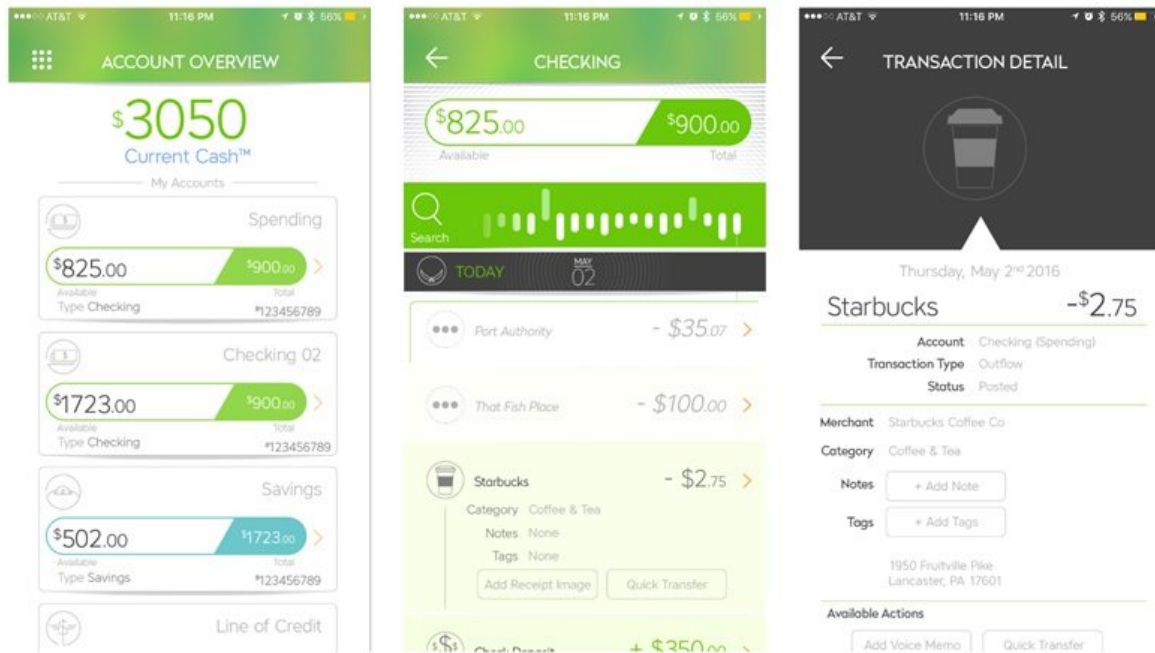 AT&T 11:16 PM 56%
ACCOUNT OVERVIEW
$3050
Current Cash™
My Accounts
Spending
$825.00 $900.00
Available Total
Type Checking #123456789
Checking 02
$1723.00 $900.00
Available Total
Type Checking #123456789
Savings
$502.00 $1723.00
Available Total
Type Savings #123456789
Line of Credit
AT&T 11:16 PM 56%
CHECKING
$825.00 $900.00
Available Total
Search
TODAY MAY
02
Port Authority - $35.07
That Fish Place - $100.00
Starbucks - $2.75
Category Coffee & Tea
Notes None
Tags None
Add Receipt Image Quick Transfer
Check Deposit + $350.00
AT&T 11:16 PM 56%
TRANSACTION DETAIL
Thursday, May 2nd 2016
Starbucks -$2.75
Account Checking (Spending)
Transaction Type Outflow
Status Posted
Merchant Starbucks Coffee Co
Category Coffee & Tea
Notes + Add Note
Tags + Add Tags
1950 Fruitville Pike
Lancaster, PA 17601
Available Actions
Add Voice Memo Quick Transfer